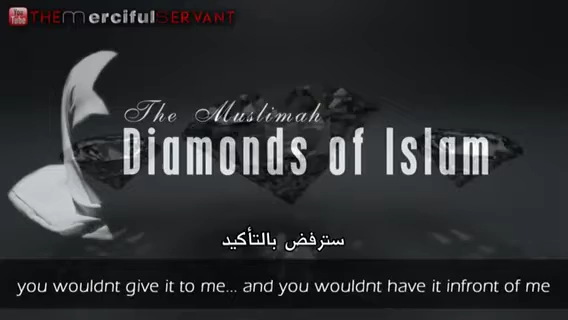 YouTube THEMercifulSERVANT
The Muslimah
Diamonds of Islam
سترفض بالتأكيد
you wouldnt give it to me... and you wouldnt have it infront of me